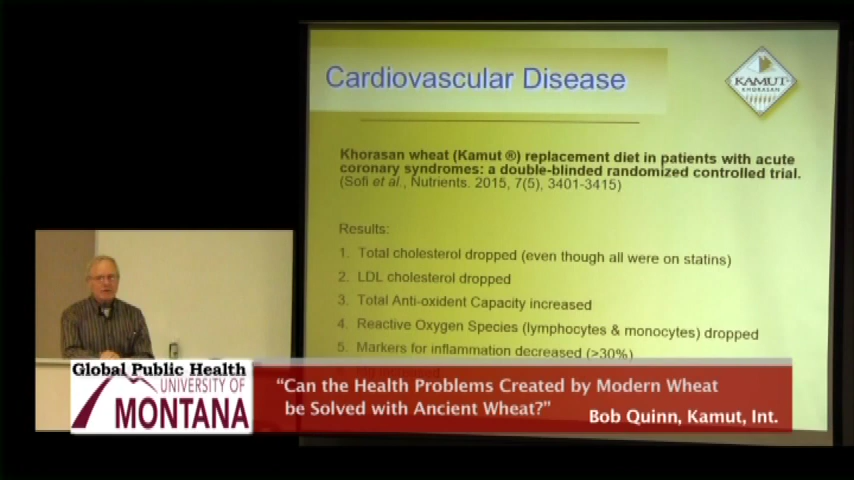 Cardiovascular Disease
KAMUT
KHORASAN
Khorasan wheat (Kamut ®) replacement diet in patients with acute
coronary syndromes: a double-blinded randomized controlled trial.
(Sofi et al., Nutrients. 2015, 7(5), 3401-3415)
Results:
1. Total cholesterol dropped (even though all were on statins)
2. LDL cholesterol dropped
3. Total Anti-oxident Capacity increased
4. Reactive Oxygen Species (lymphocytes & monocytes) dropped
5. Markers for inflammation decreased (>30%)
Global Public Health
UNIVERSITY OF
MONTANA
"Can the Health Problems Created by Modern Wheat
be Solved with Ancient Wheat?"
Bob Quinn, Kamut, Int.